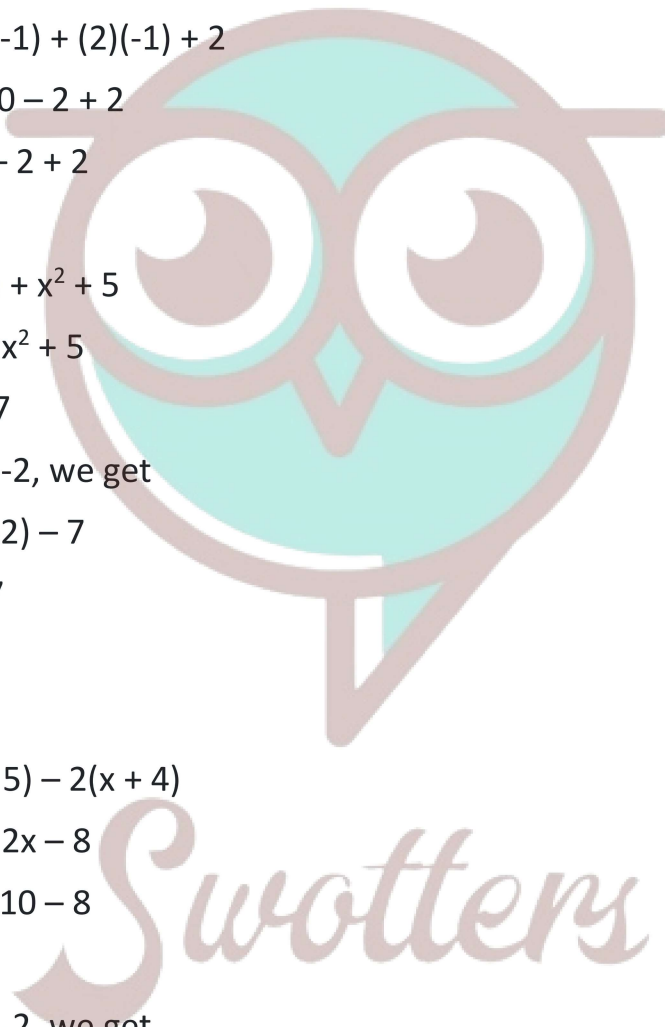 -1) + (2)(-1) + 2
0 – 2 + 2
- 2 + 2
+ x² + 5
x² + 5
7
-2, we get
2) – 7
5) – 2(x + 4)
2x – 8
10 – 8
Swotters
2, we get